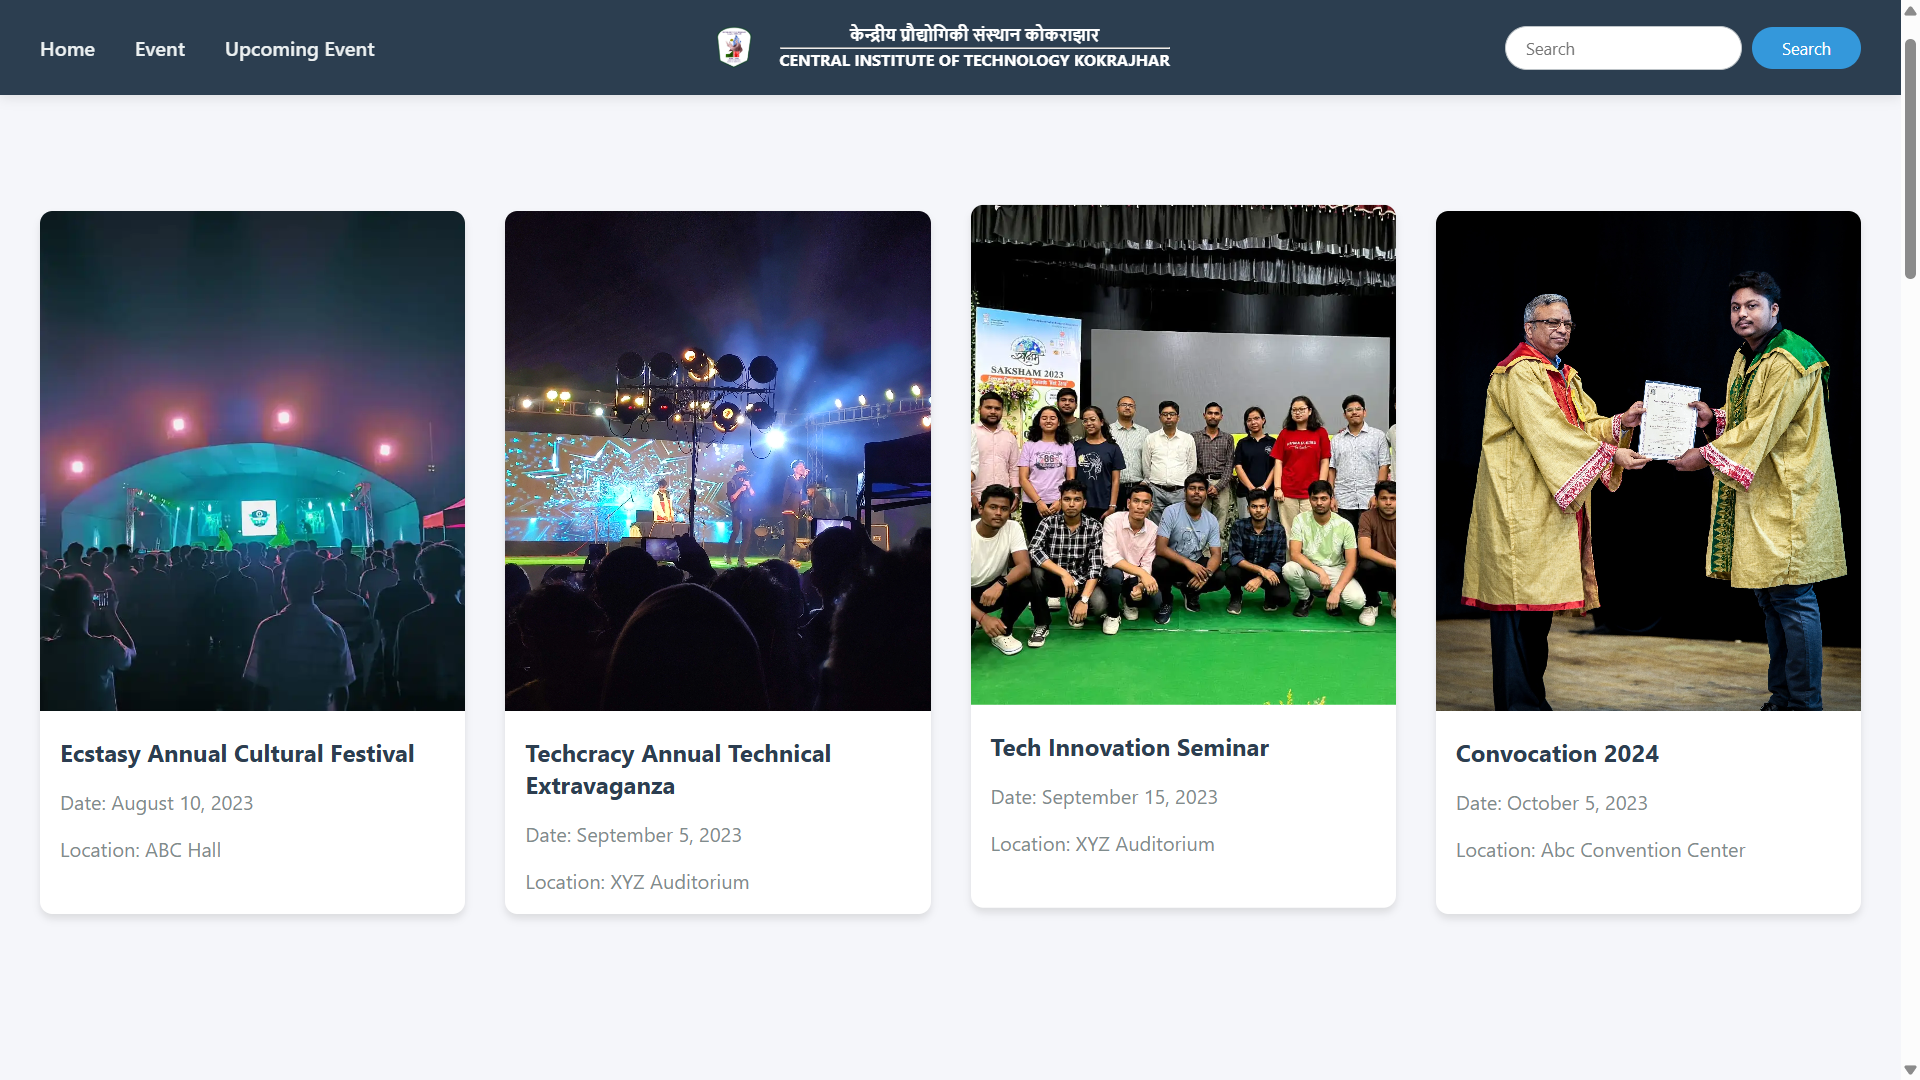 Home
Event
Upcoming Event
केन्द्रीय प्रौद्योगिकी संस्थान कोकराझार
CENTRAL INSTITUTE OF TECHNOLOGY KOKRAJHAR
Search
Search
SAKSHAM 2023
Ecstasy Annual Cultural Festival
Date: August 10, 2023
Location: ABC Hall
Techcracy Annual Technical
Extravaganza
Date: September 5, 2023
Location: XYZ Auditorium
Tech Innovation Seminar
Date: September 15, 2023
Location: XYZ Auditorium
Convocation 2024
Date: October 5, 2023
Location: Abc Convention Center